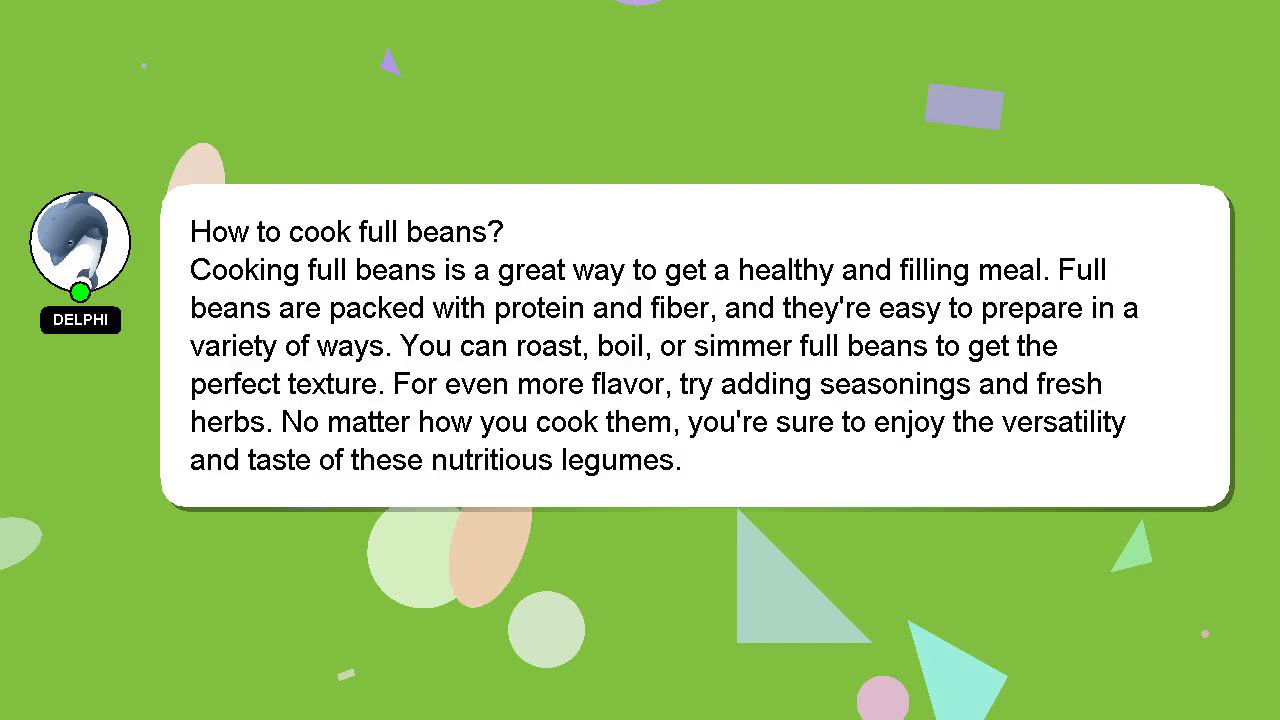 How to cook full beans?
Cooking full beans is a great way to get a healthy and filling meal. Full
beans are packed with protein and fiber, and they're easy to prepare in a
variety of ways. You can roast, boil, or simmer full beans to get the
perfect texture. For even more flavor, try adding seasonings and fresh
herbs. No matter how you cook them, you're sure to enjoy the versatility
and taste of these nutritious legumes.
DELPHI